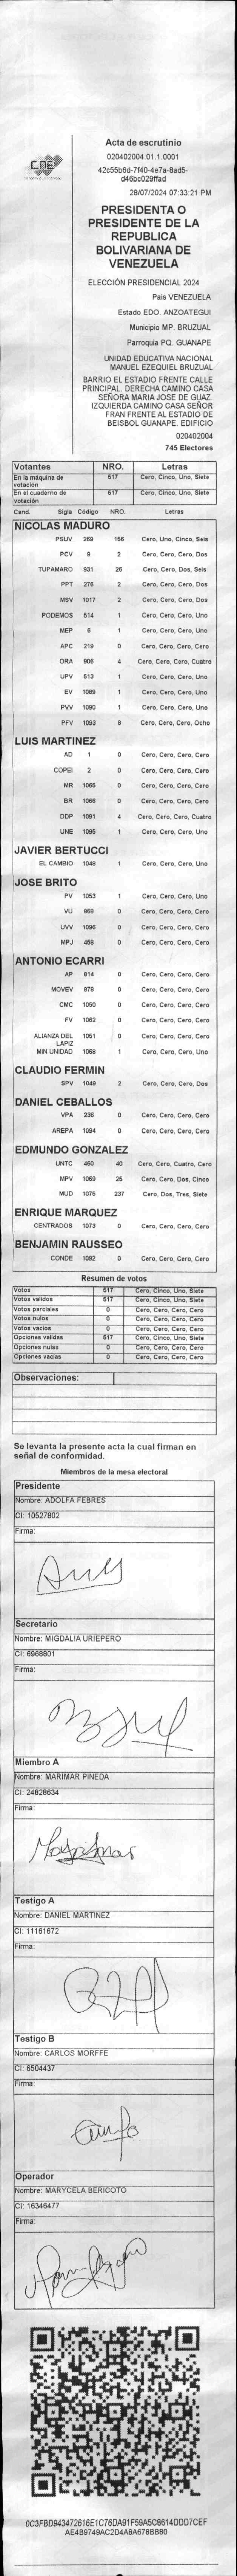 CNE
Acta de escrutinio
020402004.01.1.0001
42c55b6d-7f40-4e7a-8ad5-
d46bc029ffad
28/07/2024 07:33:21 PM
PRESIDENTA O
PRESIDENTE DE LA
REPUBLICA
BOLIVARIANA DE
VENEZUELA
ELECCIÓN PRESIDENCIAL 2024
País VENEZUELA
Estado EDO. ANZOATEGUI
Municipio MP. BRUZUAL
Parroquia PQ. GUANAPE
UNIDAD EDUCATIVA NACIONAL
MANUEL EZEQUIEL BRUZUAL
BARRIO EL ESTADIO FRENTE CALLE
PRINCIPAL. DERECHA CAMINO CASA
SEÑORA MARIA JOSE DE GUAZ.
IZQUIERDA CAMINO CASA SEÑOR
FRAN FRENTE AL ESTADIO DE
BEISBOL GUANAPE. EDIFICIO
020402004
745 Electores
Votantes NRO. Letras
En la máquina de votación 517 Cero, Cinco, Uno, Siete
En el cuaderno de votación 517 Cero, Cinco, Uno, Siete
Cand. Sigla Código NRO. Letras
NICOLAS MADURO
PSUV 269 156 Cero, Uno, Cinco, Seis
PCV 9 2 Cero, Cero, Cero, Dos
TUPAMARO 931 26 Cero, Cero, Dos, Seis
PPT 276 2 Cero, Cero, Cero, Dos
MSV 1017 2 Cero, Cero, Cero, Dos
PODEMOS 514 1 Cero, Cero, Cero, Uno
MEP 6 1 Cero, Cero, Cero, Uno
APC 219 0 Cero, Cero, Cero, Cero
ORA 906 4 Cero, Cero, Cero, Cuatro
UPV 513 1 Cero, Cero, Cero, Uno
EV 1089 1 Cero, Cero, Cero, Uno
PVV 1090 1 Cero, Cero, Cero, Uno
PFV 1093 8 Cero, Cero, Cero, Ocho
LUIS MARTINEZ
AD 1 0 Cero, Cero, Cero, Cero
COPEI 2 0 Cero, Cero, Cero, Cero
MR 1065 0 Cero, Cero, Cero, Cero
BR 1066 0 Cero, Cero, Cero, Cero
DDP 1091 4 Cero, Cero, Cero, Cuatro
UNE 1095 1 Cero, Cero, Cero, Uno
JAVIER BERTUCCI
EL CAMBIO 1048 1 Cero, Cero, Cero, Uno
JOSE BRITO
PV 1053 1 Cero, Cero, Cero, Uno
VU 868 0 Cero, Cero, Cero, Cero
UVV 1096 0 Cero, Cero, Cero, Cero
MPJ 458 0 Cero, Cero, Cero, Cero
ANTONIO ECARRI
AP 814 0 Cero, Cero, Cero, Cero
MOVEV 976 0 Cero, Cero, Cero, Cero
CMC 1050 0 Cero, Cero, Cero, Cero
FV 1062 0 Cero, Cero, Cero, Cero
ALIANZA DEL LAPIZ 1051 0 Cero, Cero, Cero, Cero
MIN UNIDAD 1068 1 Cero, Cero, Cero, Uno
CLAUDIO FERMIN
SPV 1049 2 Cero, Cero, Cero, Dos
DANIEL CEBALLOS
VPA 236 0 Cero, Cero, Cero, Cero
AREPA 1094 0 Cero, Cero, Cero, Cero
EDMUNDO GONZALEZ
UNTC 460 40 Cero, Cero, Cuatro, Cero
MPV 1069 25 Cero, Cero, Dos, Cinco
MUD 1075 237 Cero, Dos, Tres, Siete
ENRIQUE MARQUEZ
CENTRADOS 1073 0 Cero, Cero, Cero, Cero
BENJAMIN RAUSSEO
CONDE 1092 0 Cero, Cero, Cero, Cero
Resumen de votos
Votos 517 Cero, Cinco, Uno, Siete
Votos validos 517 Cero, Cinco, Uno, Siete
Votos parciales 0 Cero, Cero, Cero, Cero
Votos nulos 0 Cero, Cero, Cero, Cero
Votos vacios 0 Cero, Cero, Cero, Cero
Opciones validas 517 Cero, Cinco, Uno, Siete
Opciones nulas 0 Cero, Cero, Cero, Cero
Opciones vacias 0 Cero, Cero, Cero, Cero
Observaciones:
Se levanta la presente acta la cual firman en
señal de conformidad.
Miembros de la mesa electoral
Presidente
Nombre: ADOLFA FEBRES
CI: 10527802
Firma:
Secretario
Nombre: MIGDALIA URIEPERO
CI: 6968801
Firma:
Miembro A
Nombre: MARIMAR PINEDA
CI: 24828634
Firma:
Testigo A
Nombre: DANIEL MARTINEZ
CI: 11161672
Firma:
Testigo B
Nombre: CARLOS MORFFE
CI: 6504437
Firma:
Operador
Nombre: MARYCELA BERICOTO
CI: 16346477
Firma:
0C3FBD943472616E1C76DA91F59A5C8614DDD7CEF
AE4B9749AC2D4A8A678BB80